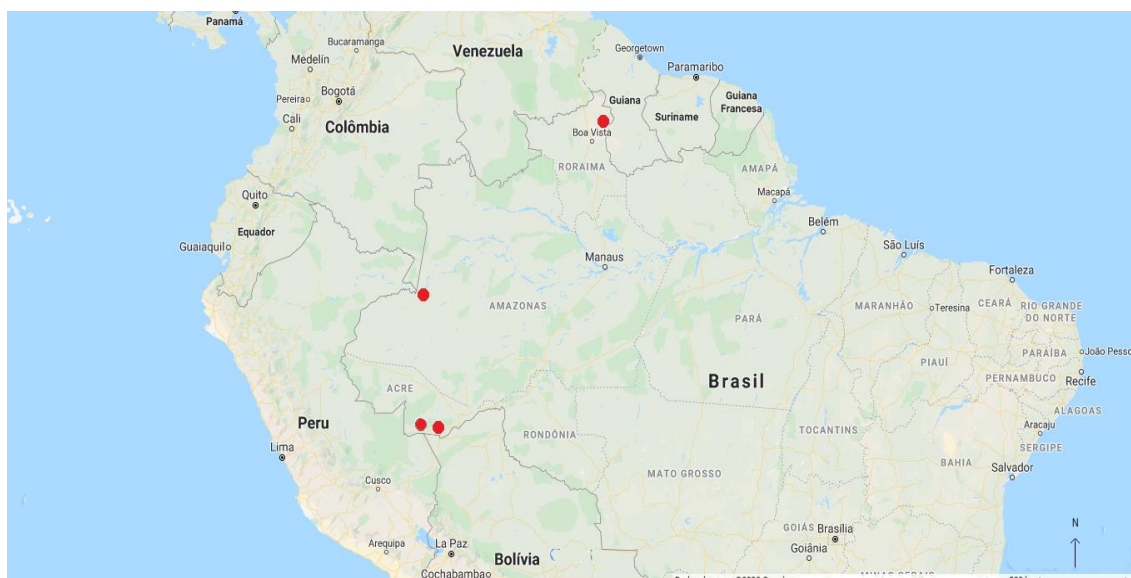 Panamá
Bucaramanga
Venezuela
Georgetown
Medelín
Paramaribo
Pereira
Bogotá
Guiana
Guiana
Francesa
Suriname
Cali
Colômbia
Boa Vista
RORAIMA
AMAPÁ
Quito
Macapá
Equador
Belém
Guaiaquil
São Luís
Manaus
Fortaleza
AMAZONAS
PARÁ
MARANHÃO
Teresina
CEARÁ
RIO GRANDE
DO NORTE
João Pesso
PARAÍBA
PIAUÍ
Brasil
ACRE
PERNAMBUCO
Recife
ALAGOAS
Peru
TOCANTINS
Aracaju
RONDÔNIA
SERGIPE
Lima
MATO GROSSO
BAHIA
Salvador
Cusco
N
GOIÁS
Brasília
Arequipa
La Paz
Bolívia
Goiânia
Cochabambao